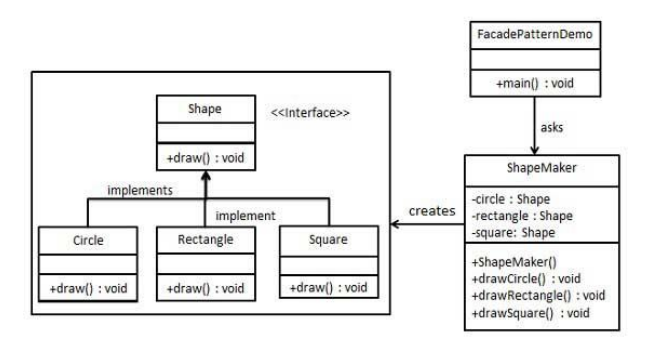 FacadePatternDemo
+main() : void
asks
Shape
<<Interface>>
+draw() : void
implements
implement
Circle
+draw() : void
Rectangle
+draw() : void
Square
+draw() : void
creates
ShapeMaker
-circle : Shape
-rectangle : Shape
-square: Shape
+ShapeMaker()
+drawCircle() : void
+drawRectangle() : void
+drawSquare() : void